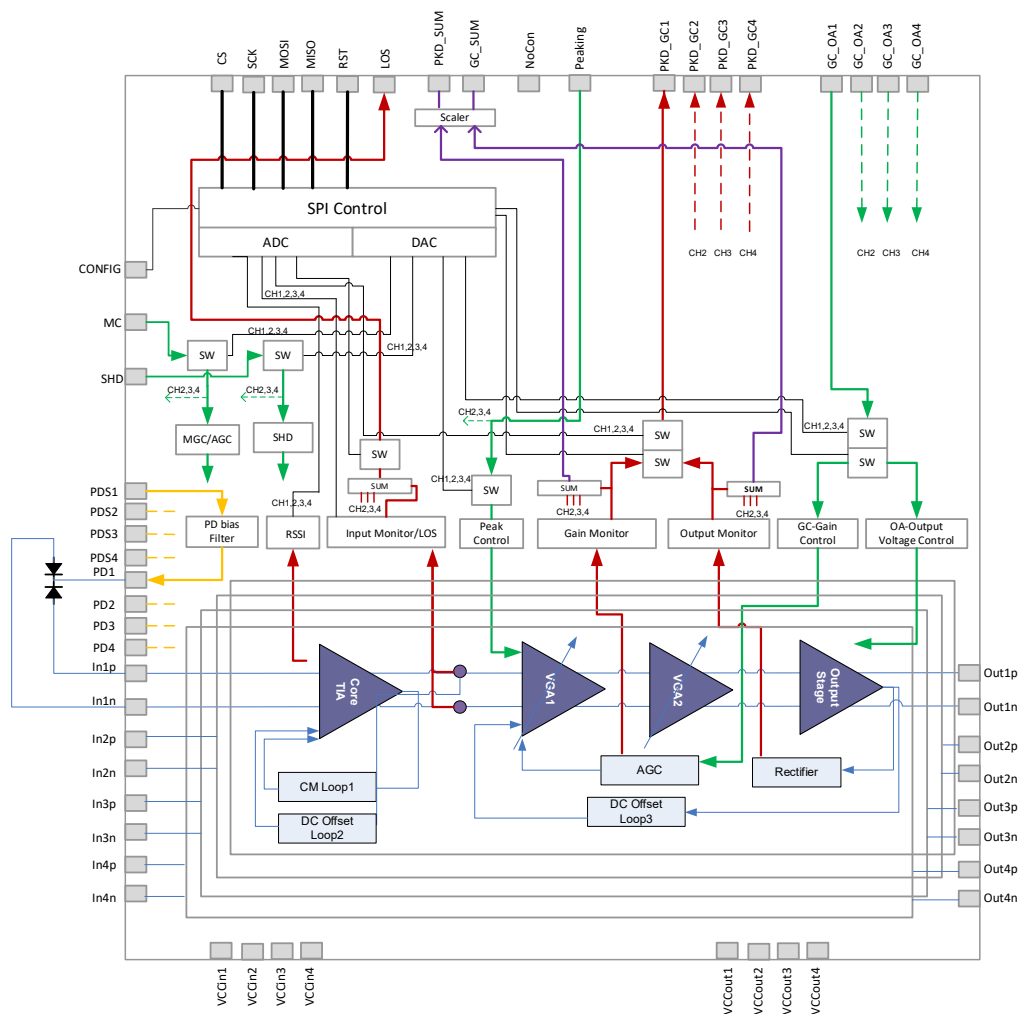 CS
SCK
MOSI
MISO
RST
LOS
PKD_SUM
GC_SUM
NoCon
Peaking
PKD_GC1
PKD_GC2
PKD_GC3
PKD_GC4
GC_OA1
GC_OA2
GC_OA3
GC_OA4
Scaler
SPI Control
ADC
DAC
CH2
CH3
CH4
CH2
CH3
CH4
CONFIG
CH1,2,3,4
MC
CH1,2,3,4
CH1,2,3,4
CH1,2,3,4
SW
SW
SHD
CH2,3,4
CH2,3,4
CH2,3,4
MGC/AGC
SHD
SW
CH1,2,3,4
SW
SW
CH1,2,3,4
SW
SW
CH1,2,3,4
SW
SUM
SUM
SUM
PDS1
PDS2
PDS3
PDS4
CH1,2,3,4
CH2,3,4
CH2,3,4
CH2,3,4
PD bias
Filter
RSSI
Input Monitor/LOS
Peak
Control
Gain Monitor
Output Monitor
GC-Gain
Control
OA-Output
Voltage Control
PD1
PD2
PD3
PD4
In1p
In1n
In2p
In2n
In3p
In3n
In4p
In4n
Core
TIA
VGA1
VGA2
Output
Stage
CM Loop1
DC Offset
Loop2
AGC
Rectifier
DC Offset
Loop3
Out1p
Out1n
Out2p
Out2n
Out3p
Out3n
Out4p
Out4n
VCCin1
VCCin2
VCCin3
VCCin4
VCCout1
VCCout2
VCCout3
VCCout4